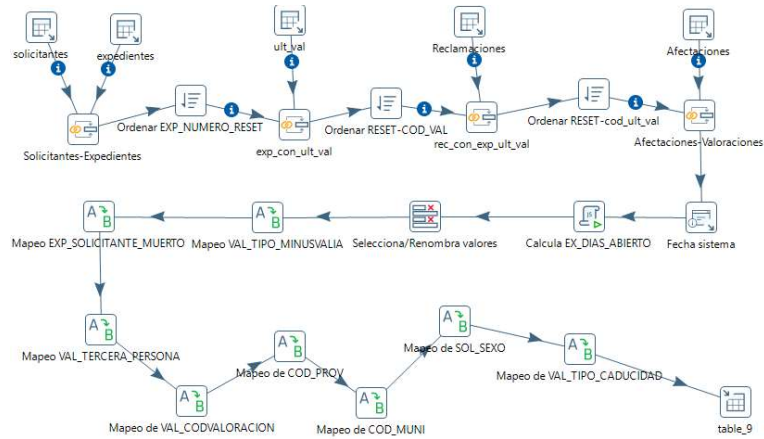 solicitantes
expedientes
ult_val
Reclamaciones
Afectaciones
Solicitantes-Expedientes
Ordenar EXP_NUMERO_RESET
exp_con_ult_val
Ordenar RESET-COD_VAL
rec_con_exp_ult_val
Ordenar RESET-cod_ult_val
Afectaciones-Valoraciones
Mapeo EXP_SOLICITANTE_MUERTO
Mapeo VAL_TIPO_MINUSVALIA
Selecciona/Renombra valores
Calcula EX_DIAS_ABIERTO
Fecha sistema
Mapeo VAL_TERCERA_PERSONA
Mapeo de VAL_CODVALORACION
Mapeo de COD_PROV
Mapeo de COD_MUNI
Mapeo de SOL_SEXO
Mapeo de VAL_TIPO_CADUCIDAD
table_9